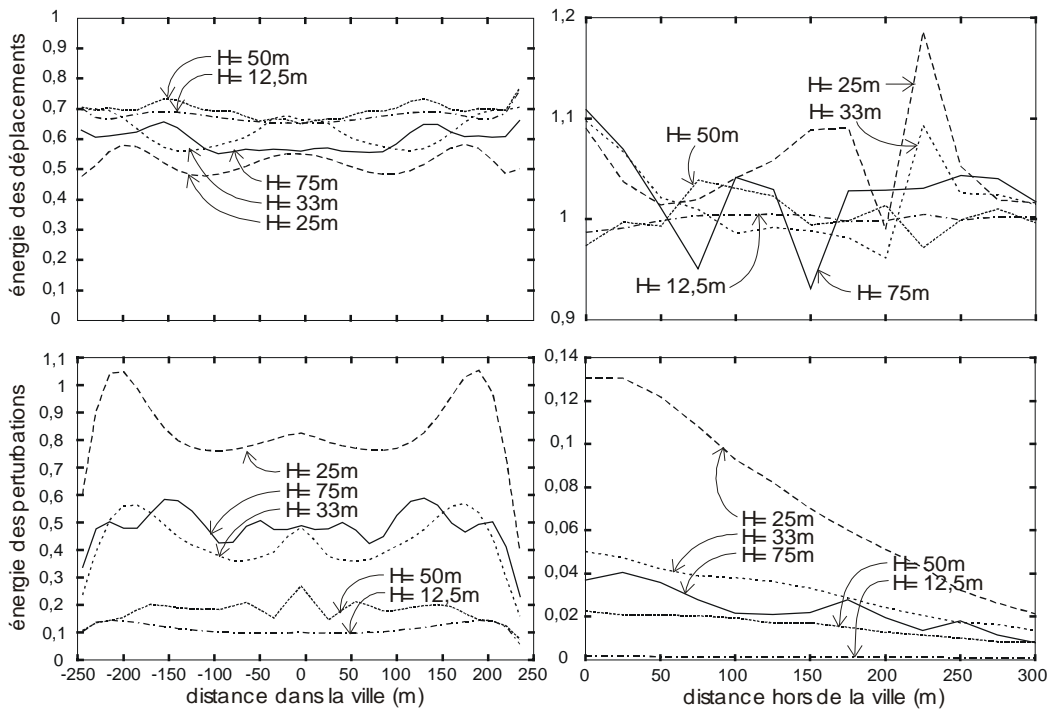 énergie des déplacements
1
0,9
0,8
0,7
0,6
0,5
0,4
0,3
0,2
0,1
0
H= 50m
H= 12,5m
H= 75m
H= 33m
H= 25m
1,2
1,1
1
0,9
H= 25m
H= 33m
H= 50m
H= 12,5m
H= 75m
énergie des perturbations
1,1
1
0,9
0,8
0,7
0,6
0,5
0,4
0,3
0,2
0,1
0
H= 25m
H= 75m
H= 33m
H= 50m
H= 12,5m
-250 -200 -150 -100 -50 0 50 100 150 200 250
distance dans la ville (m)
0,14
0,12
0,1
0,08
0,06
0,04
0,02
0
H= 25m
H= 33m
H= 75m
H= 50m
H= 12,5m
0 50 100 150 200 250 300
distance hors de la ville (m)